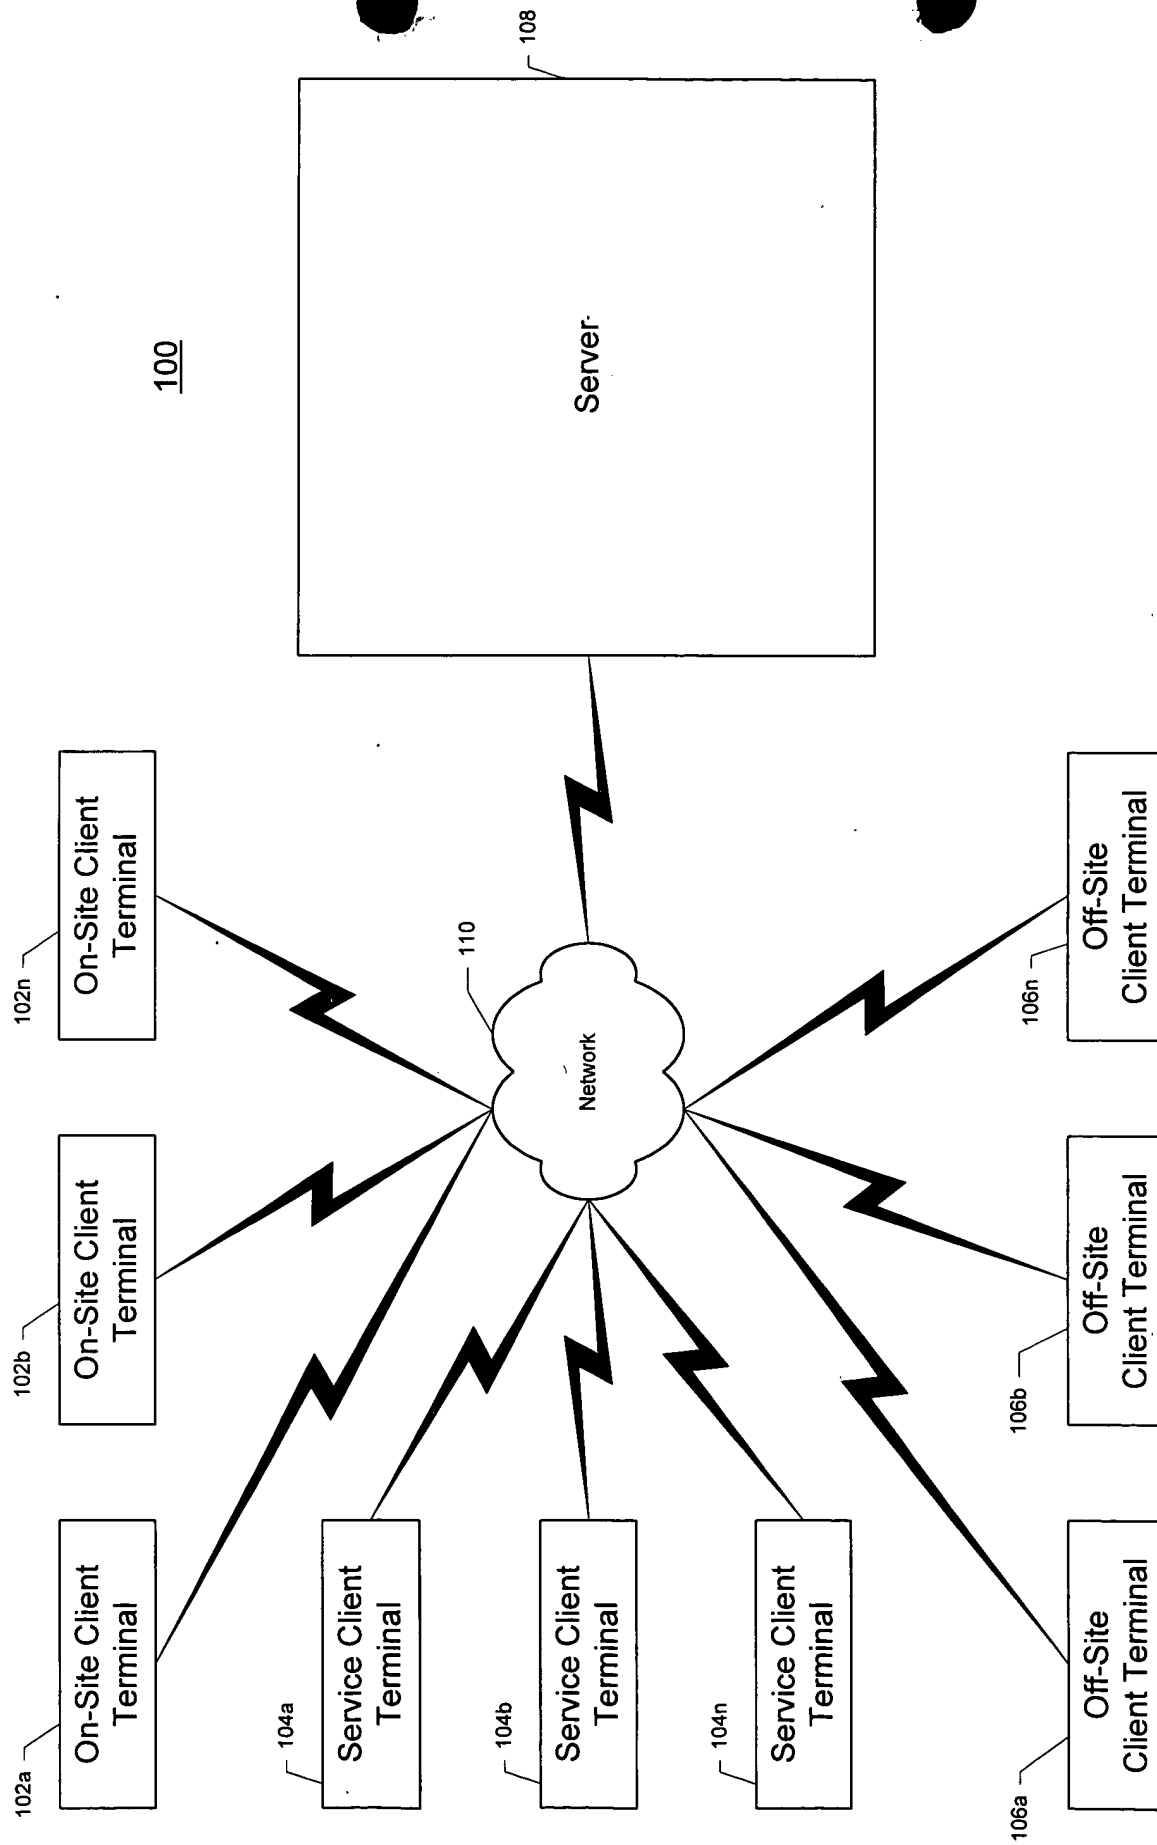 100
102a
On-Site Client
Terminal
102b
On-Site Client
Terminal
102n
On-Site Client
Terminal
104a
Service Client
Terminal
104b
Service Client
Terminal
104n
Service Client
Terminal
110
Network
108
Server
106a
Off-Site
Client Terminal
106b
Off-Site
Client Terminal
106n
Off-Site
Client Terminal